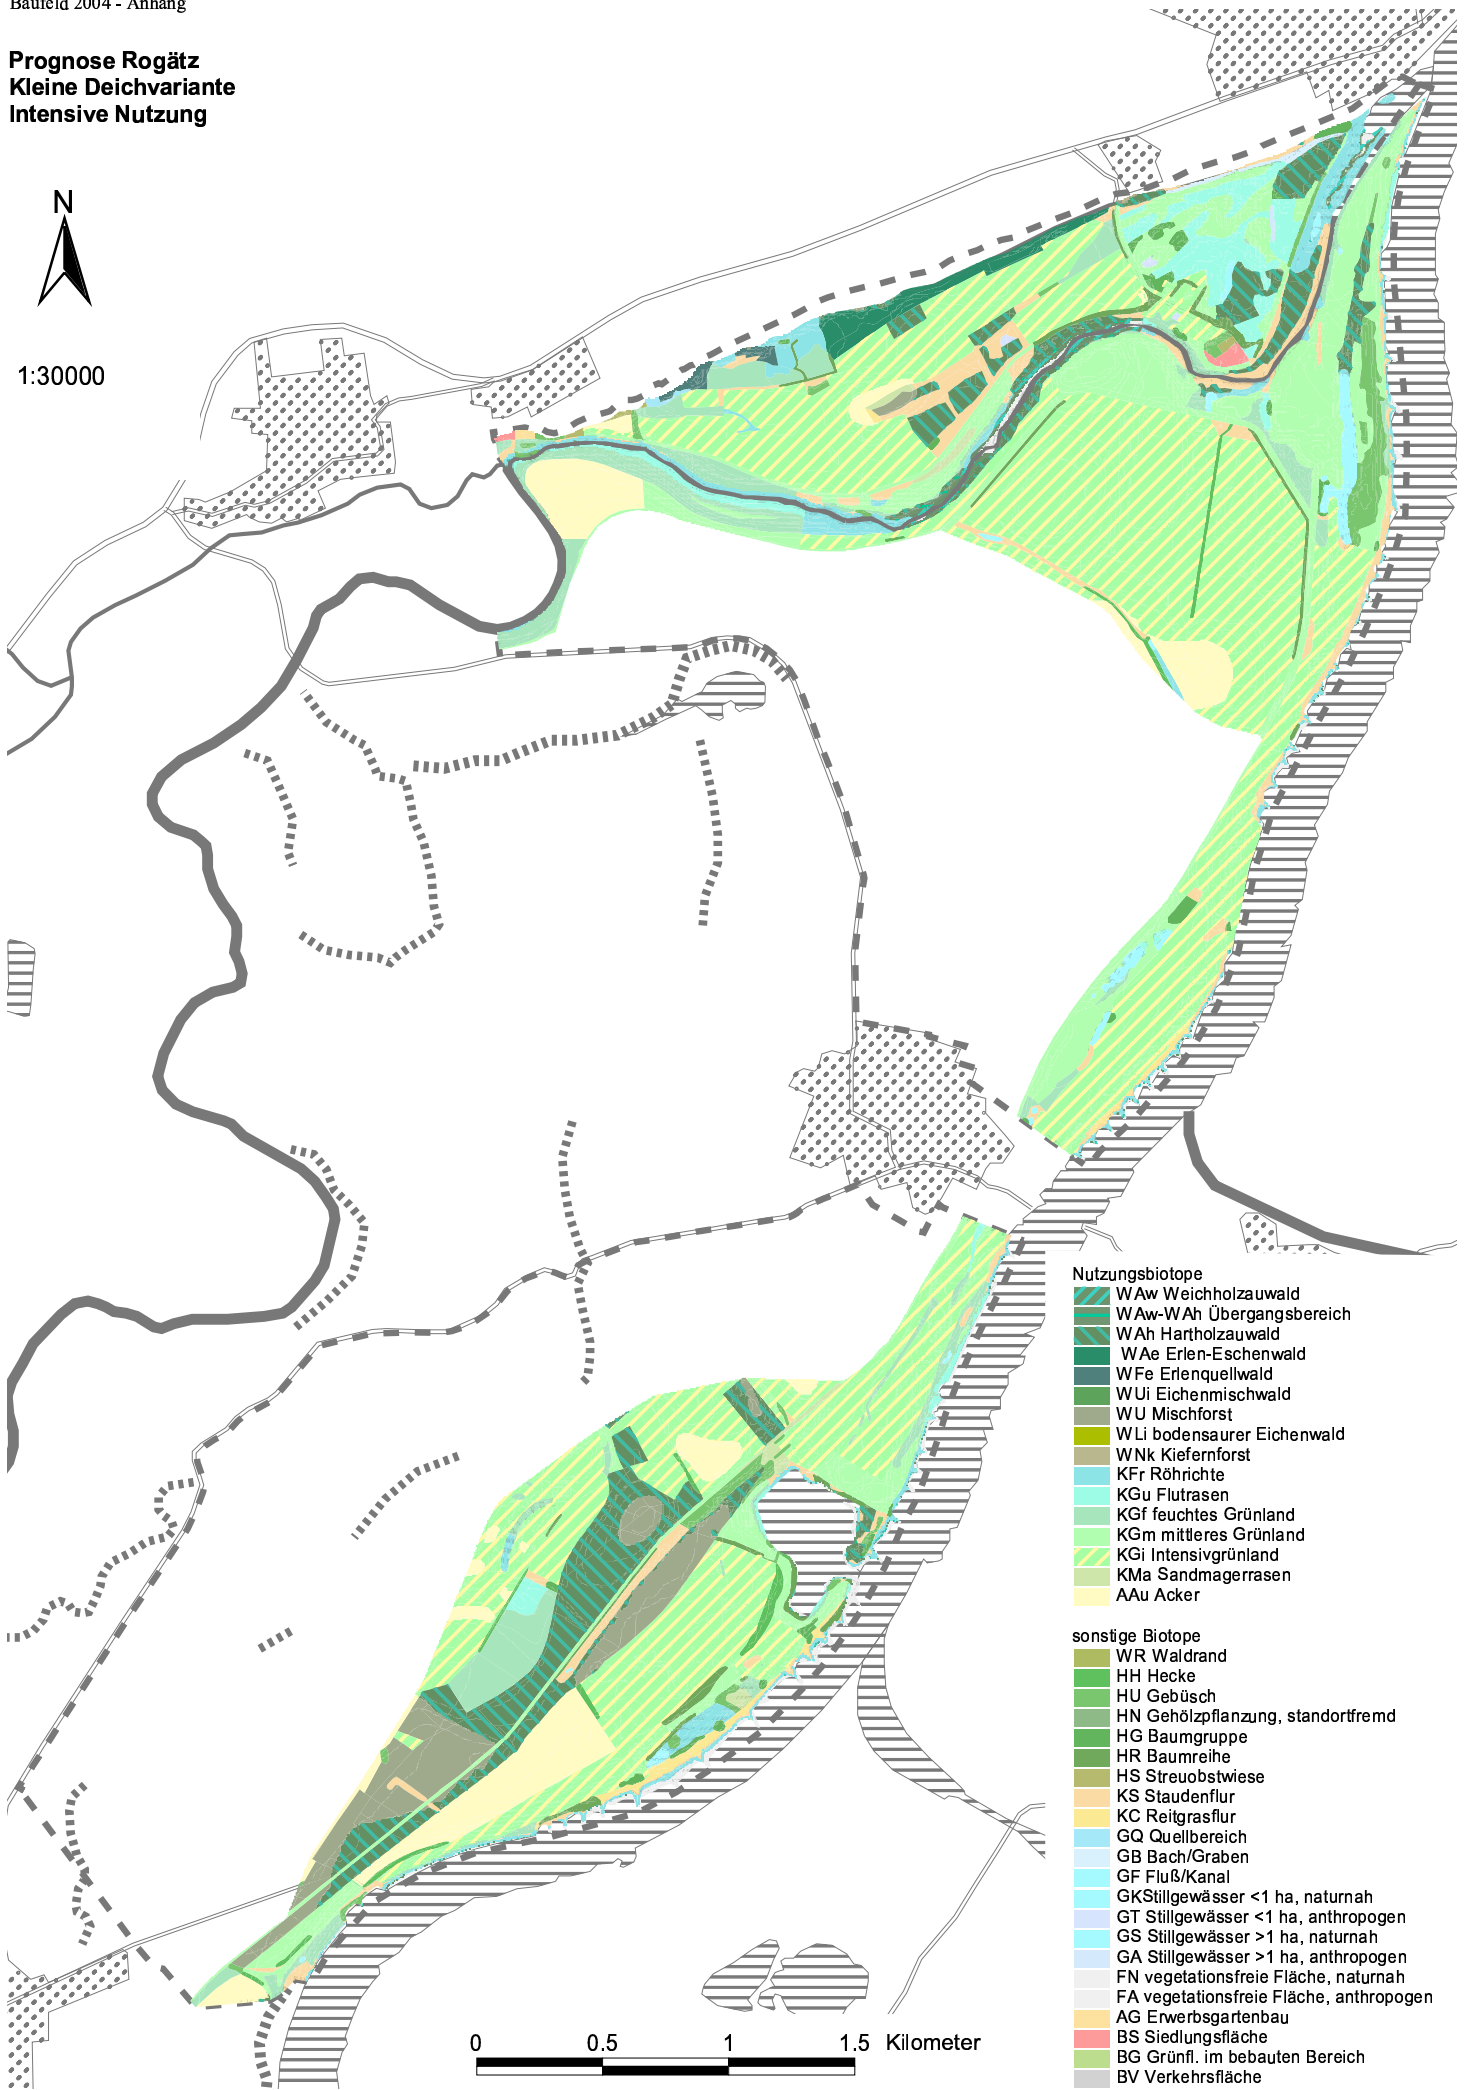 Baufeld 2004 - Anhang
Prognose Rogätz
Kleine Deichvariante
Intensive Nutzung
N
1:30000
Nutzungsbiotope
WAw Weichholzauwald
WAw-WAh Übergangsbereich
WAh Hartholzauwald
WAe Erlen-Eschenwald
WFe Erlenquellwald
WUi Eichenmischwald
WU Mischforst
WLi bodensaurer Eichenwald
WNk Kiefernforst
KFr Röhrichte
KGu Flutrasen
KGf feuchtes Grünland
KGm mittleres Grünland
KGi Intensivgrünland
KMa Sandmagerrasen
AAu Acker
sonstige Biotope
WR Waldrand
HH Hecke
HU Gebüsch
HN Gehölzpflanzung, standortfremd
HG Baumgruppe
HR Baumreihe
HS Streuobstwiese
KS Staudenflur
KC Reitgrasflur
GQ Quellbereich
GB Bach/Graben
GF Fluß/Kanal
GKStillgewässer <1 ha, naturnah
GT Stillgewässer <1 ha, anthropogen
GS Stillgewässer >1 ha, naturnah
GA Stillgewässer >1 ha, anthropogen
FN vegetationsfreie Fläche, naturnah
FA vegetationsfreie Fläche, anthropogen
AG Erwerbsgartenbau
BS Siedlungsfläche
BG Grünfl. im bebauten Bereich
BV Verkehrsfläche
0 0.5 1 1.5 Kilometer